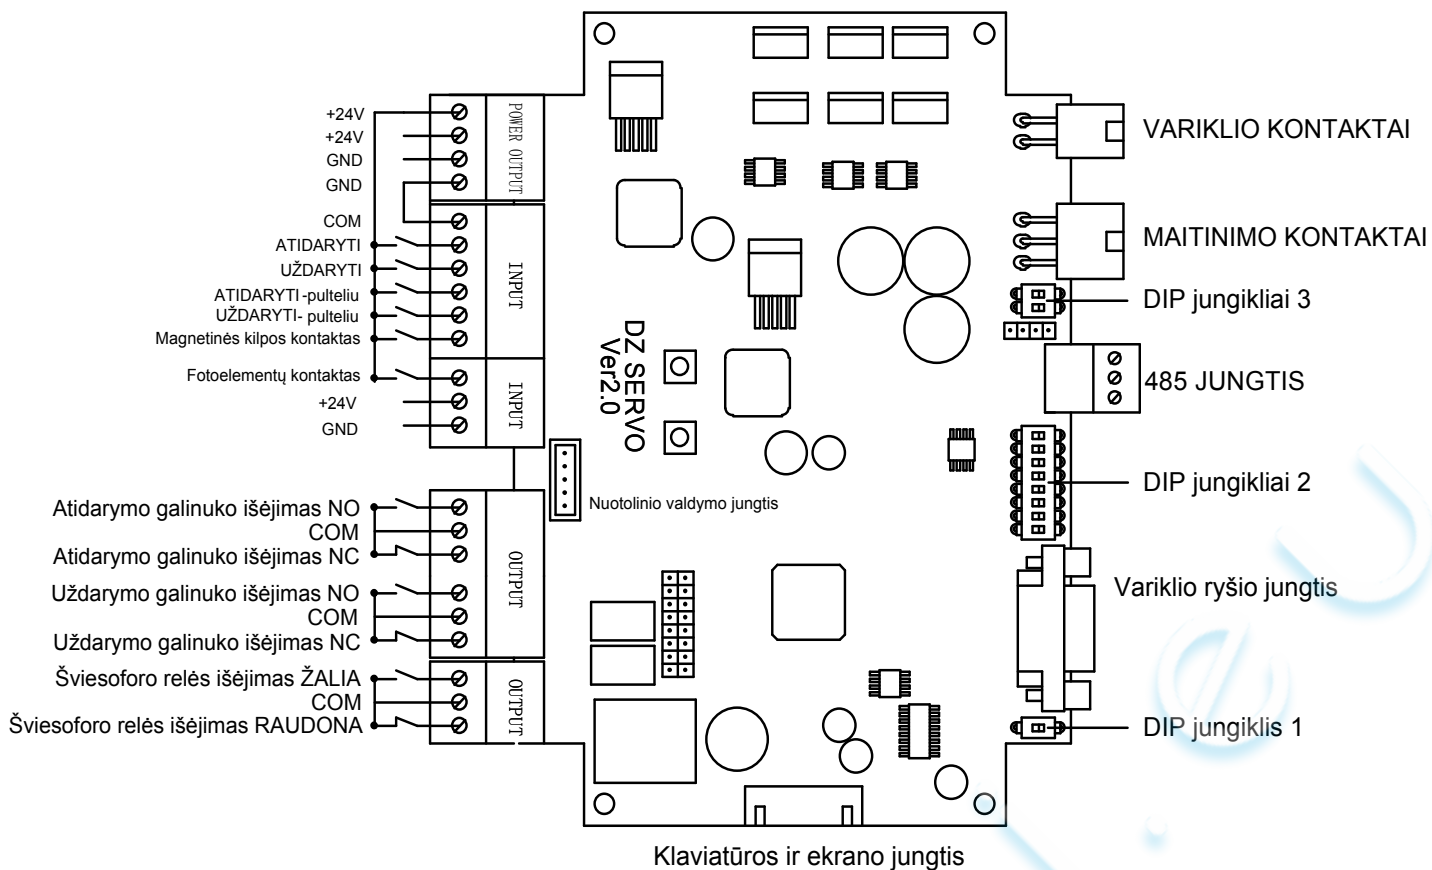 +24V
+24V
GND
GND
COM
ATIDARYTI
UŽDARYTI
ATIDARYTI -pulteliu
UŽDARYTI- pulteliu
Magnetinės kilpos kontaktas
Fotoelementų kontaktas
+24V
GND
Atidarymo galinuko išėjimas NO
COM
Atidarymo galinuko išėjimas NC
Uždarymo galinuko išėjimas NO
COM
Uždarymo galinuko išėjimas NC
Šviesoforo relės išėjimas ŽALIA
COM
Šviesoforo relės išėjimas RAUDONA
POWER OUTPUT
INPUT
INPUT
OUTPUT
OUTPUT
DZ SERVO
Ver2.0
Nuotolinio valdymo jungtis
VARIKLIO KONTAKTAI
MAITINIMO KONTAKTAI
DIP jungikliai 3
485 JUNGTIS
DIP jungikliai 2
Variklio ryšio jungtis
DIP jungiklis 1
Klaviatūros ir ekrano jungtis